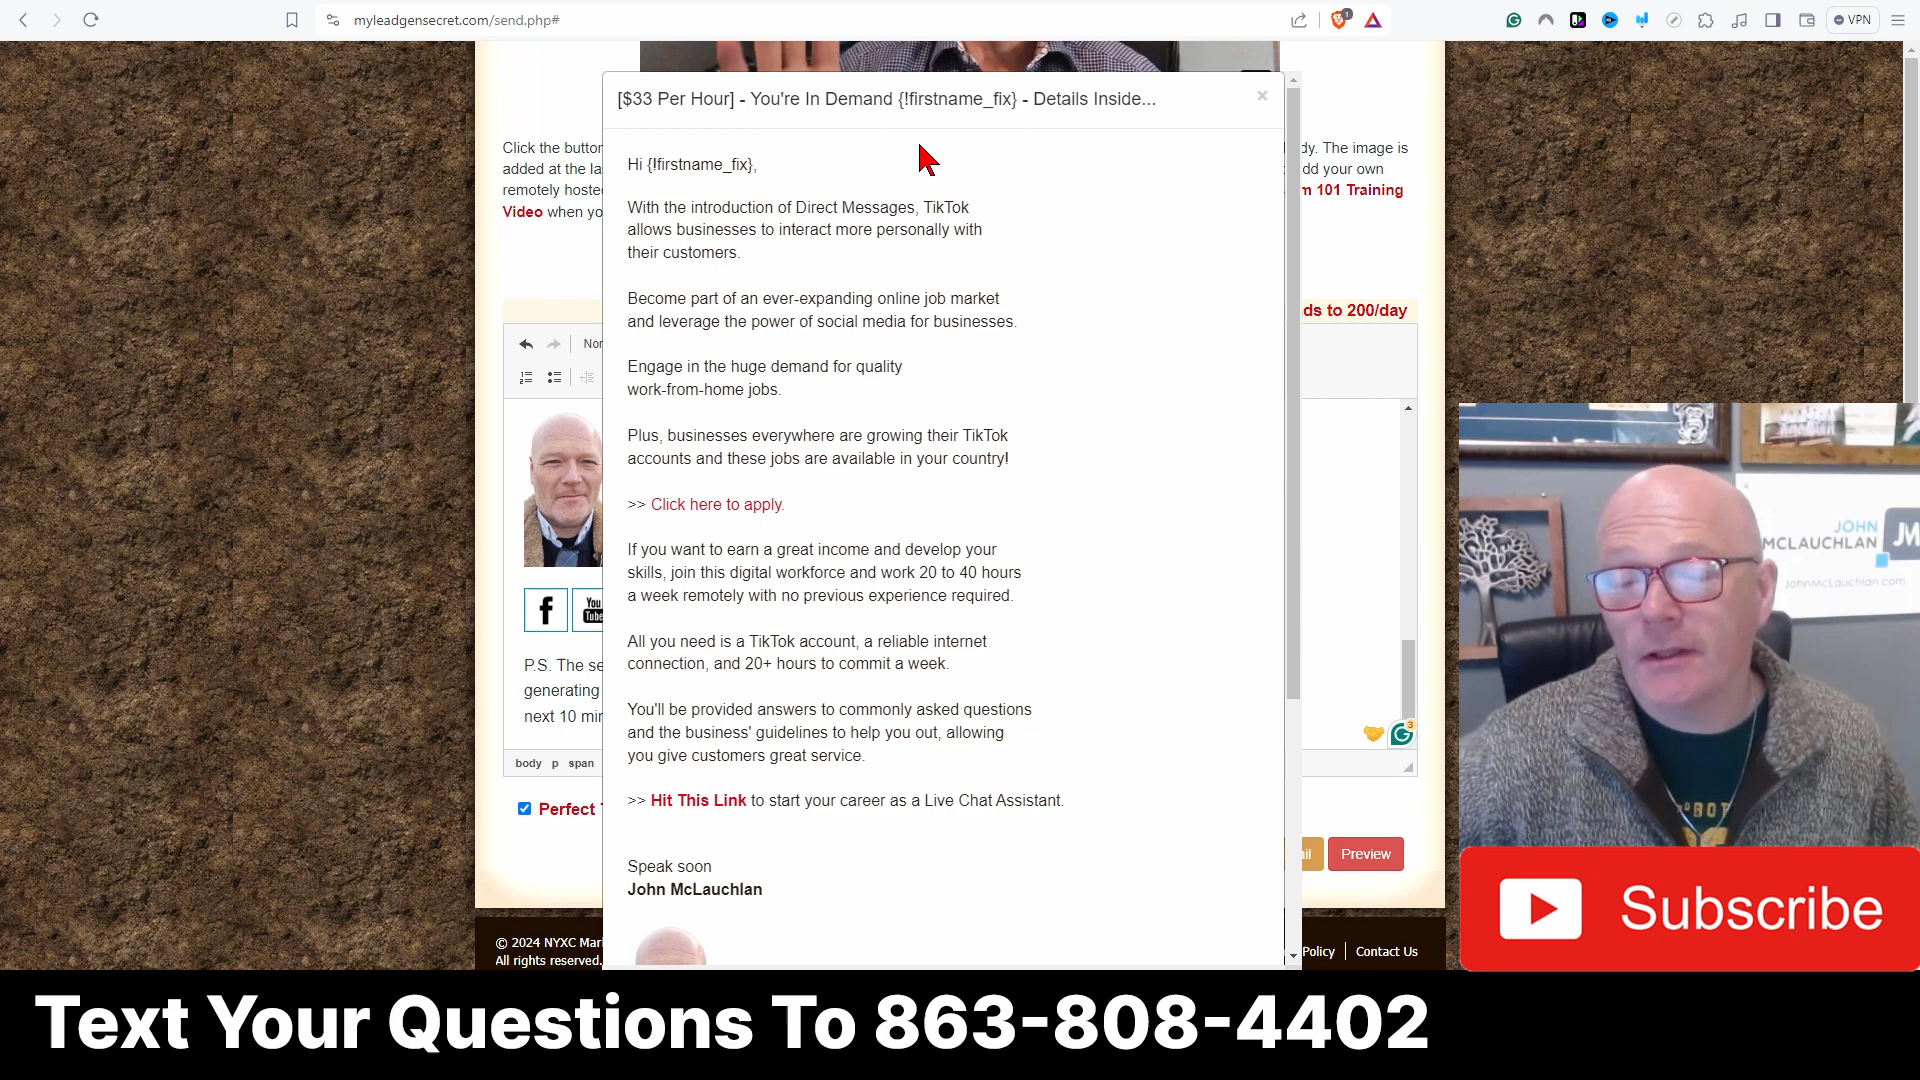 myleadgensecret.com/send.php#
1
VPN
[$33 Per Hour] - You're In Demand {!firstname_fix} - Details Inside...
×
Click the button
dy. The image is
added at the la
dd your own
remotely hoste
m 101 Training
Video when yo
Hi {!firstname_fix},
With the introduction of Direct Messages, TikTok
allows businesses to interact more personally with
their customers.
Become part of an ever-expanding online job market
and leverage the power of social media for businesses.
ds to 200/day
Nor
Engage in the huge demand for quality
work-from-home jobs.
Plus, businesses everywhere are growing their TikTok
accounts and these jobs are available in your country!
>> Click here to apply.
If you want to earn a great income and develop your
skills, join this digital workforce and work 20 to 40 hours
a week remotely with no previous experience required.
All you need is a TikTok account, a reliable internet
connection, and 20+ hours to commit a week.
You'll be provided answers to commonly asked questions
and the business' guidelines to help you out, allowing
you give customers great service.
>> Hit This Link to start your career as a Live Chat Assistant.
Speak soon
John McLauchlan
f
You
Tube
P.S. The se
generating
next 10 min
3
body p span
Perfect T
ail
Preview
© 2024 NYXC Mar
All rights reserved.
Policy
Contact Us
JOHN
MCLAUCHLAN
JM
JohnMcLauchlan.com
Subscribe
Text Your Questions To 863-808-4402